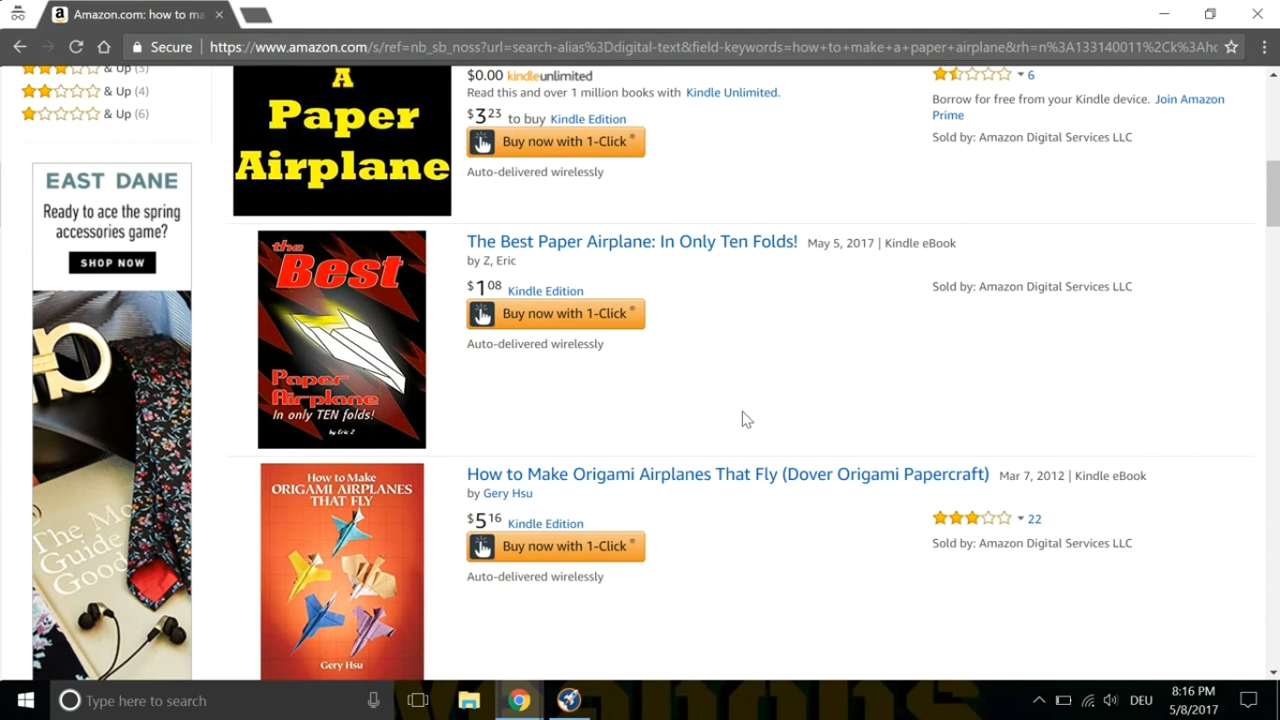 Amazon.com: how to ma
Secure
https://www.amazon.com/s/ref=nb_sb_noss?url=search-alias%3Ddigital-text&field-keywords=how+to+make+a+paper+airplane&rh=n%3A133140011%2Ck%3Aho
& Up (3)
& Up (4)
& Up (6)
EAST DANE
Ready to ace the spring
accessories game?
SHOP NOW
The
Guide
Good
A
Paper
Airplane
$0.00 kindleunlimited
Read this and over 1 million books with Kindle Unlimited.
$3 23 to buy Kindle Edition
Buy now with 1-Click ®
Auto-delivered wirelessly
6
Borrow for free from your Kindle device. Join Amazon
Prime
Sold by: Amazon Digital Services LLC
the
Best
Paper
Airplane
In only TEN folds!
by Eric Z
The Best Paper Airplane: In Only Ten Folds! May 5, 2017 | Kindle eBook
by Z, Eric
$1 08 Kindle Edition
Buy now with 1-Click ®
Auto-delivered wirelessly
Sold by: Amazon Digital Services LLC
How to Make
ORIGAMI AIRPLANES
THAT FLY
Gery Hsu
How to Make Origami Airplanes That Fly (Dover Origami Papercraft) Mar 7, 2012 | Kindle eBook
by Gery Hsu
$5 16 Kindle Edition
Buy now with 1-Click ®
Auto-delivered wirelessly
22
Sold by: Amazon Digital Services LLC
Type here to search
DEU
8:16 PM
5/8/2017